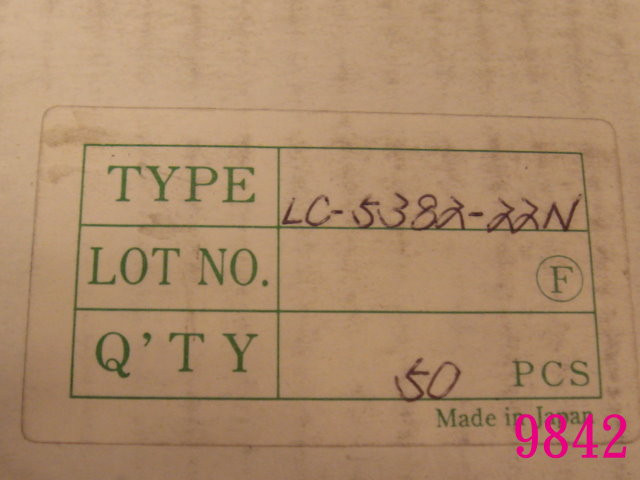 TYPE LC-5382-22N
LOT NO. Ⓕ
Q'TY 50 PCS
Made in Japan
9842